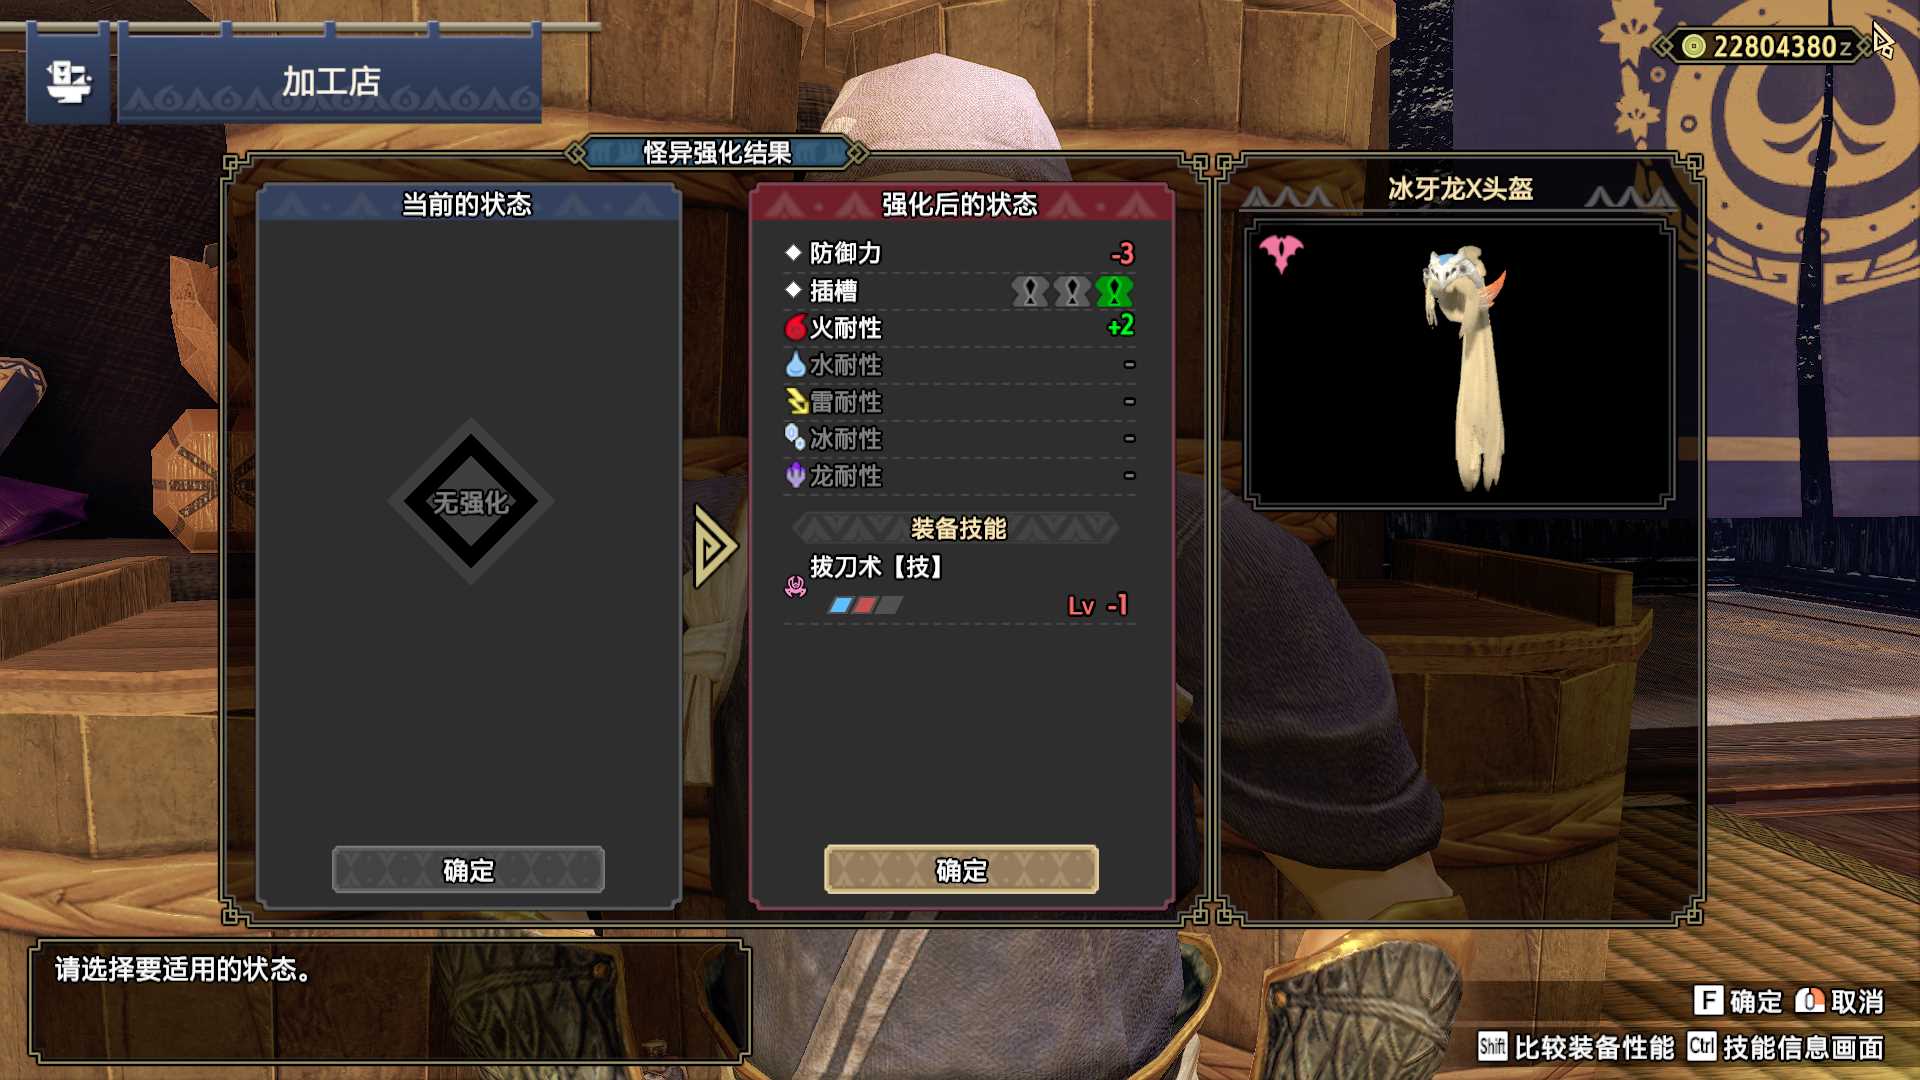 加工店
22804380z
怪异强化结果
当前的状态
无强化
确定
强化后的状态
防御力 -3
插槽
火耐性 +2
水耐性 -
雷耐性 -
冰耐性 -
龙耐性 -
装备技能
拔刀术【技】
Lv -1
确定
冰牙龙X头盔
请选择要适用的状态。
F 确定 取消
Shift 比较装备性能 Ctrl 技能信息画面